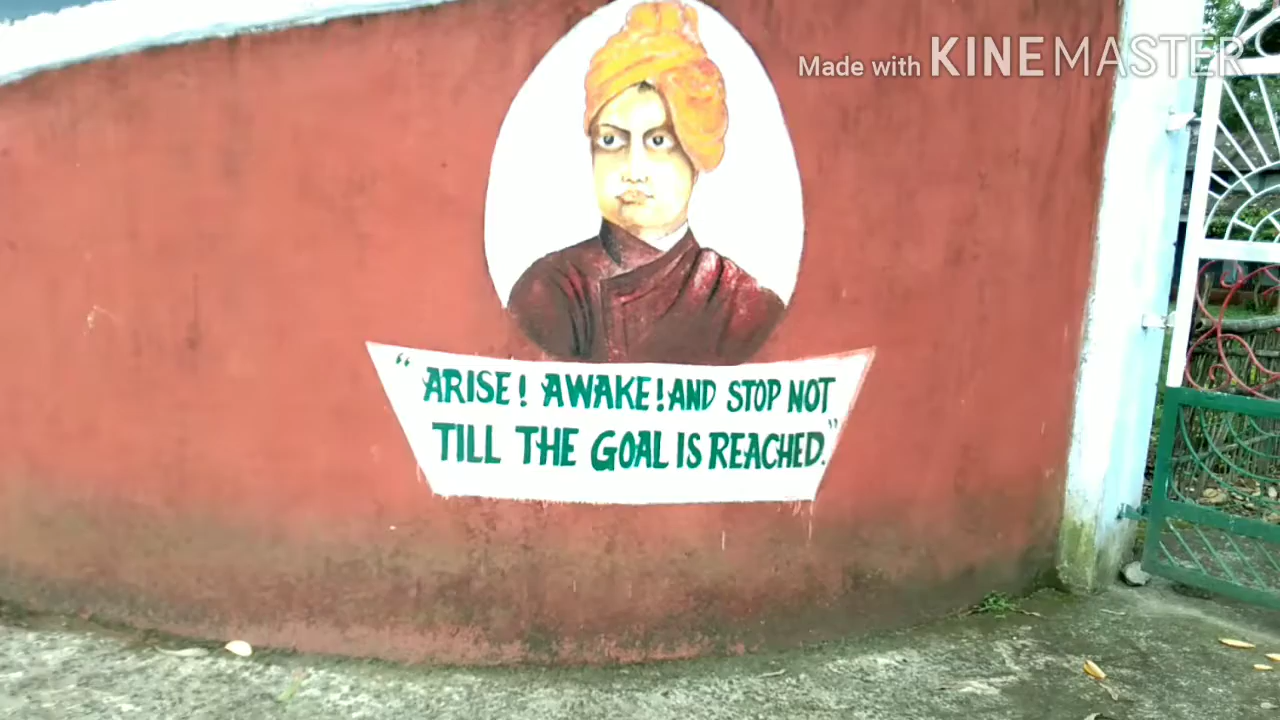 Made with KINEMASTER
“ARISE! AWAKE! AND STOP NOT
TILL THE GOAL IS REACHED.”